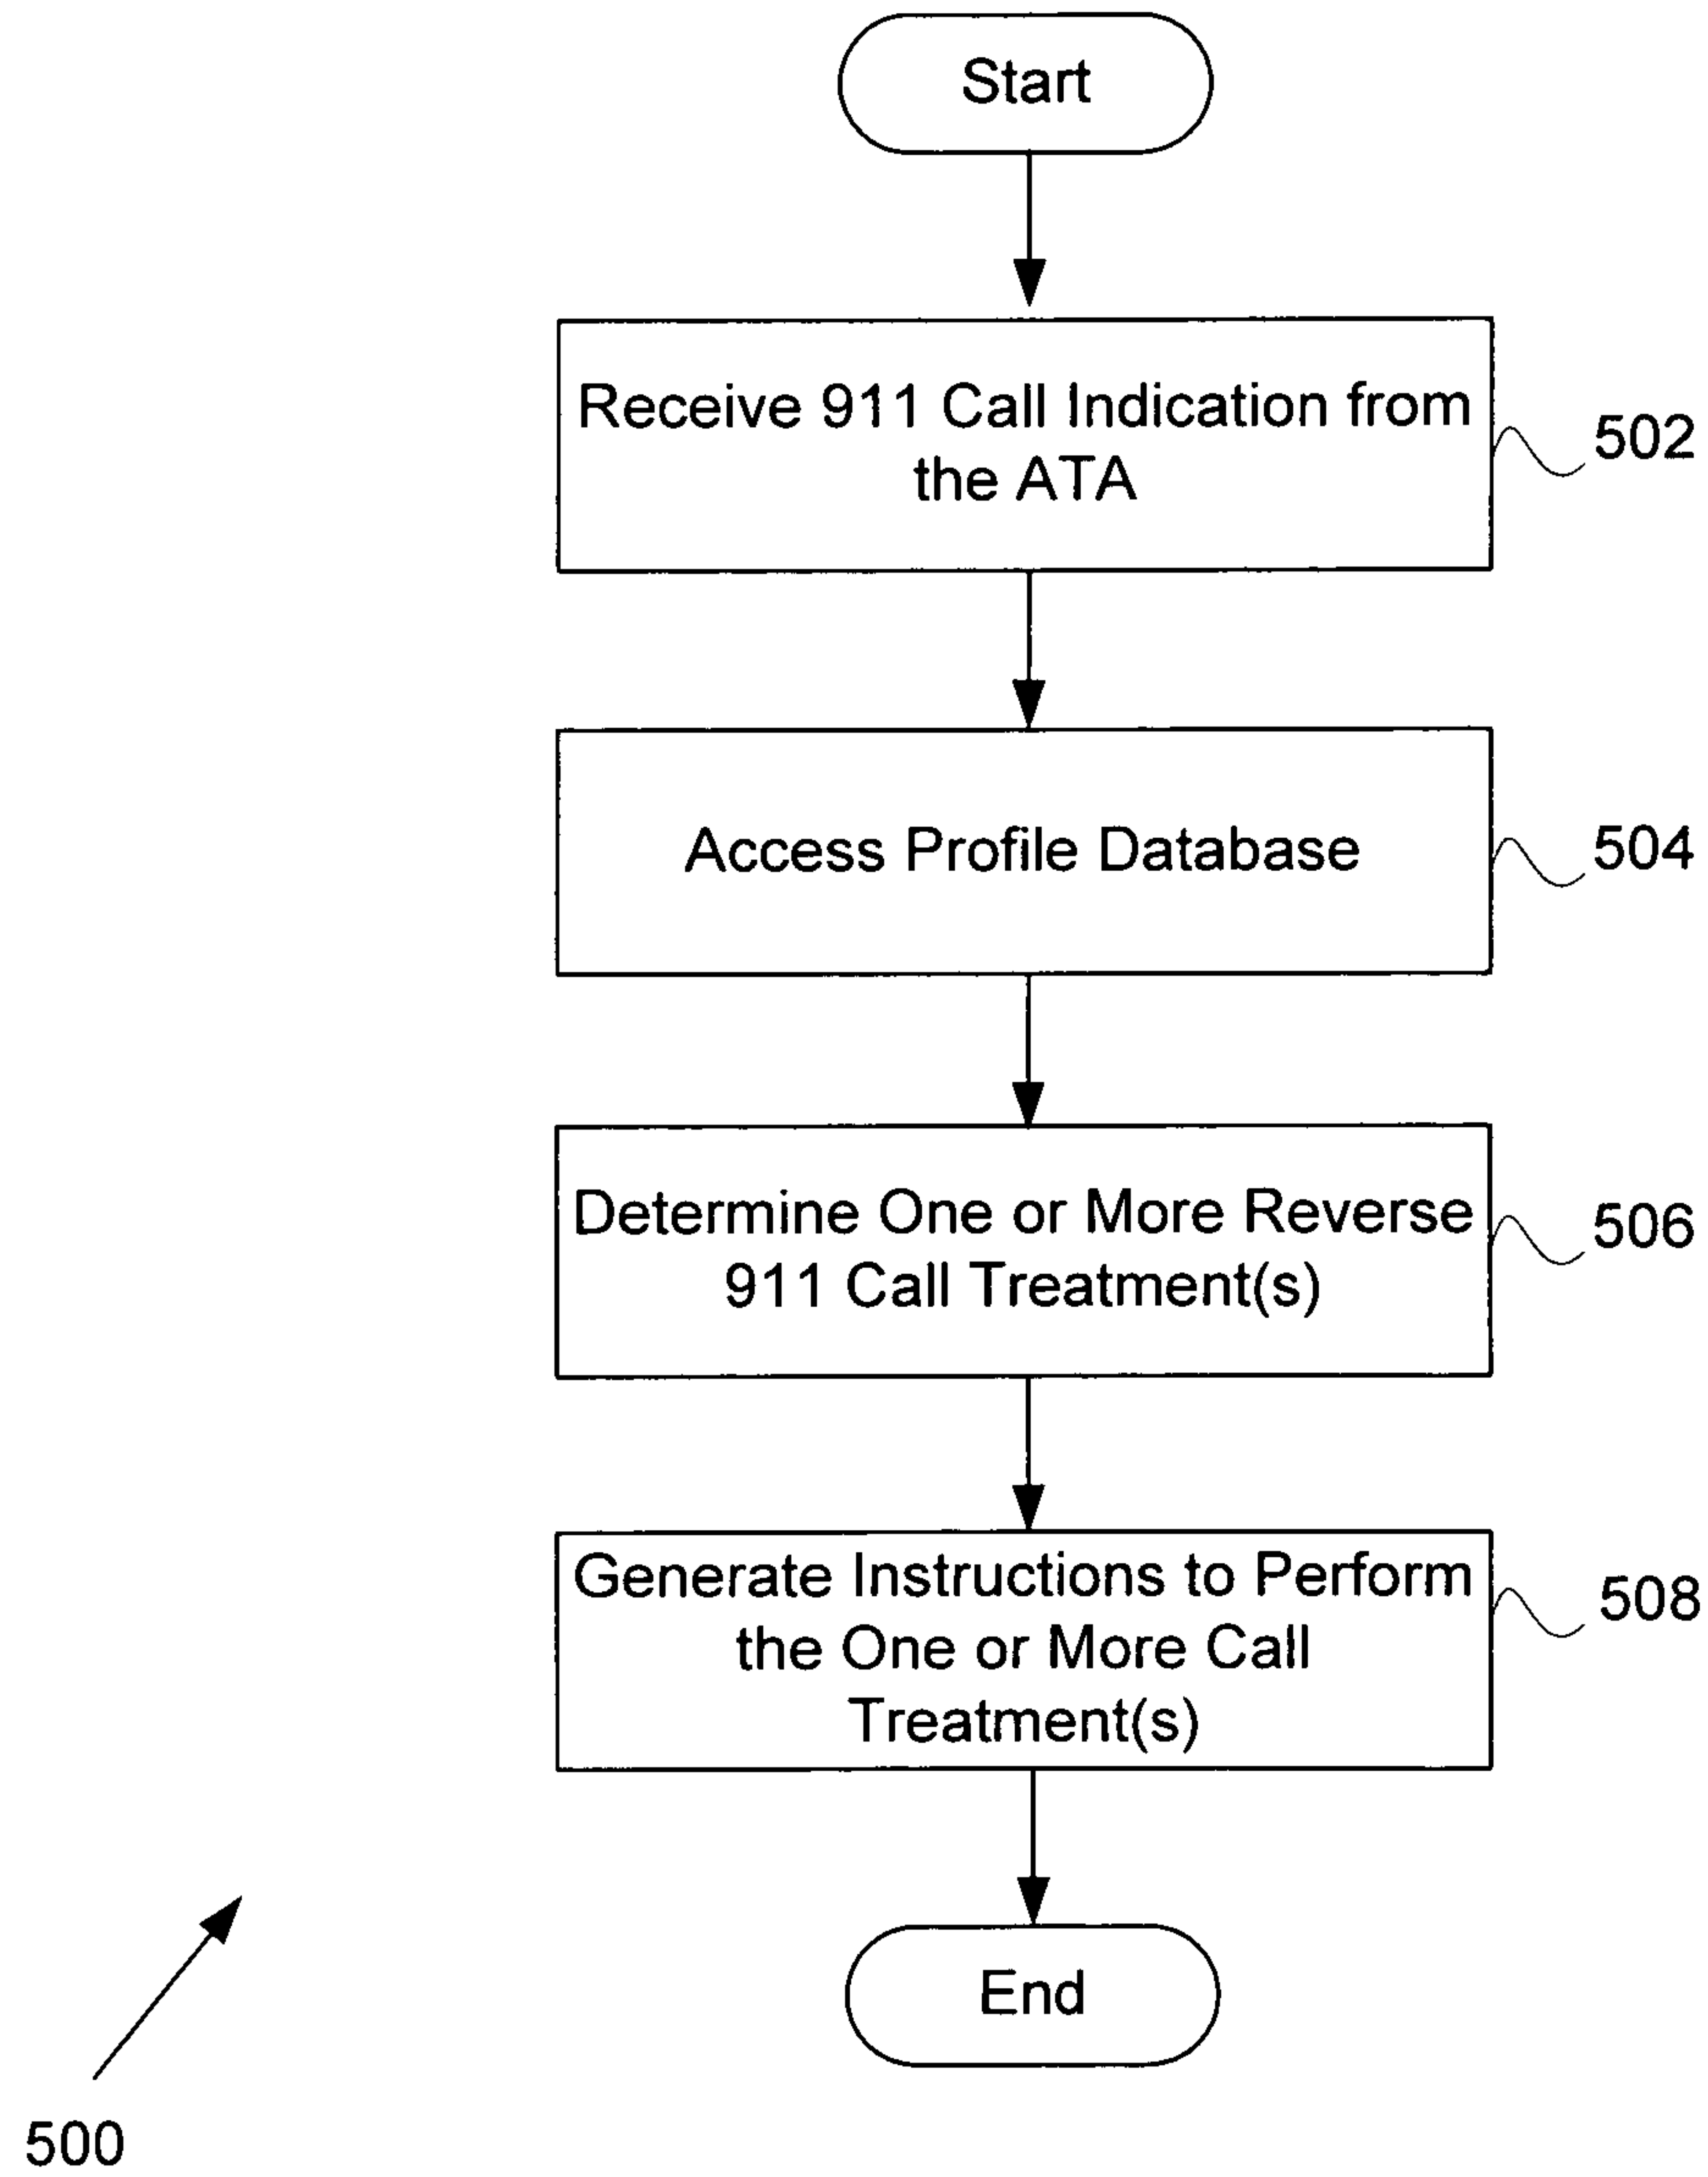 Start
Receive 911 Call Indication from
the ATA
502
Access Profile Database
504
Determine One or More Reverse
911 Call Treatment(s)
506
Generate Instructions to Perform
the One or More Call
Treatment(s)
508
End
500